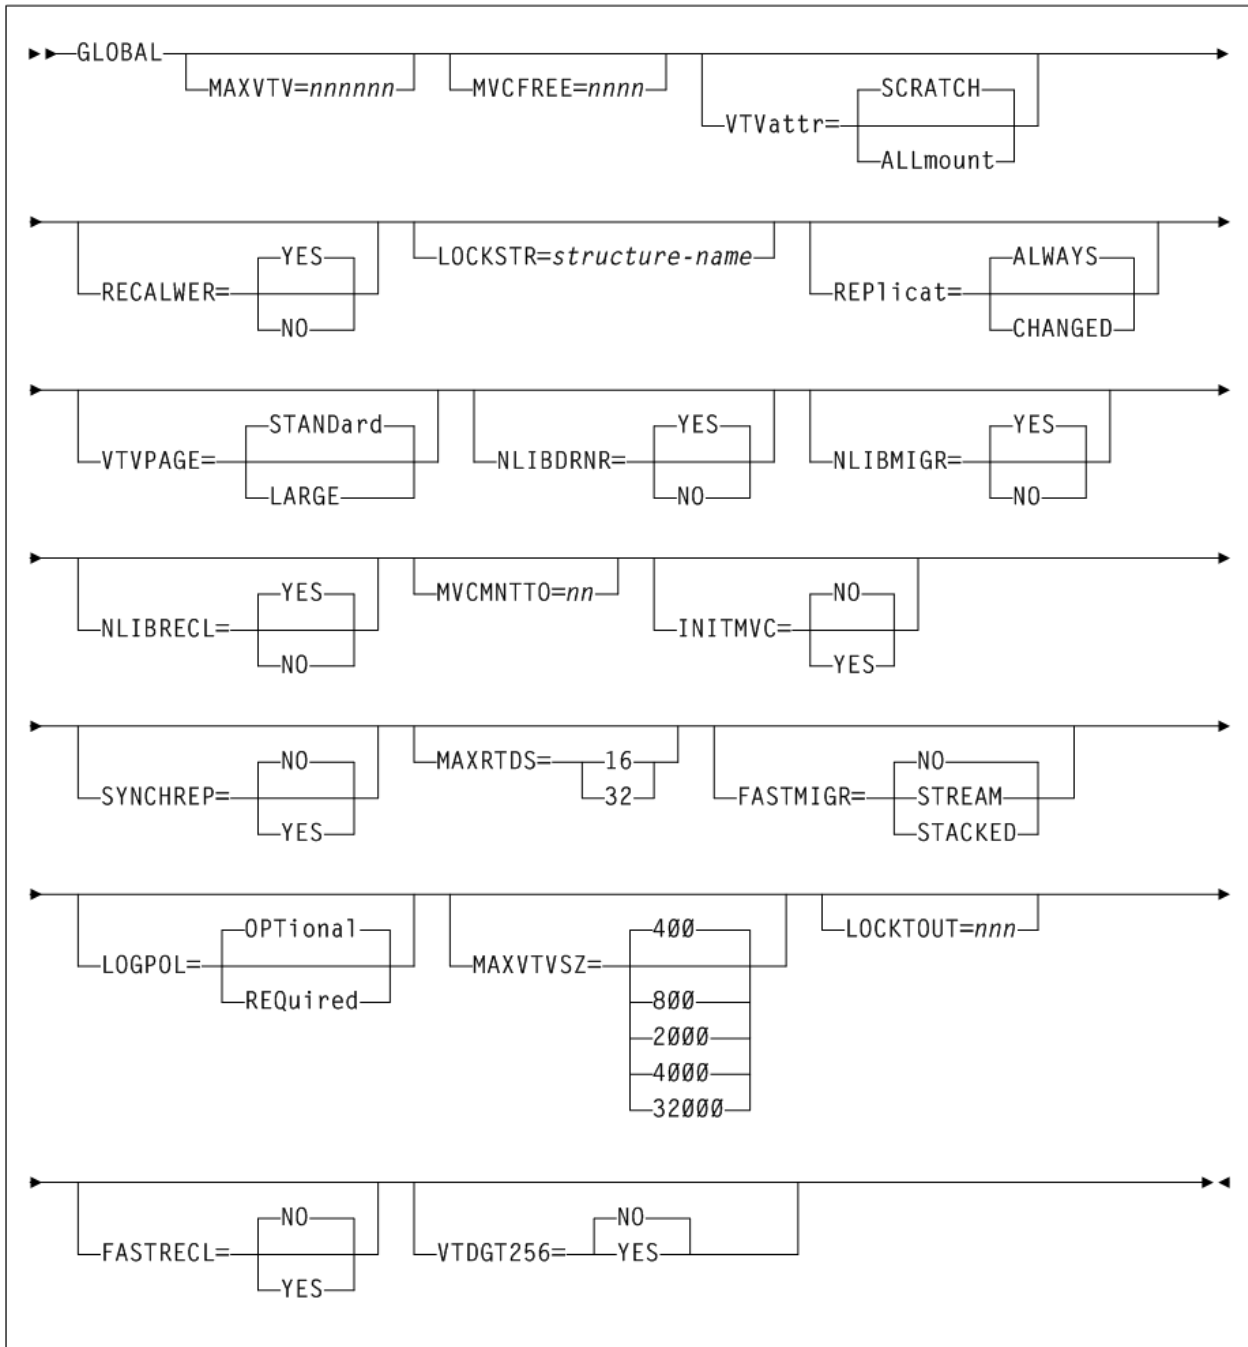 GLOBAL
MAXVTV=nnnnnn
MVCFREE=nnnn
VTVattr=
SCRATCH
ALLmount
RECALWER=
YES
NO
LOCKSTR=structure-name
REPlicat=
ALWAYS
CHANGED
VTVPAGE=
STANDard
LARGE
NLIBDRNR=
YES
NO
NLIBMIGR=
YES
NO
NLIBRECL=
YES
NO
MVCMNTTO=nn
INITMVC=
NO
YES
SYNCHREP=
NO
YES
MAXRTDS=
16
32
FASTMIGR=
NO
STREAM
STACKED
LOGPOL=
OPTional
REQuired
MAXVTVSZ=
400
800
2000
4000
32000
LOCKTOUT=nnn
FASTRECL=
NO
YES
VTDGT256=
NO
YES